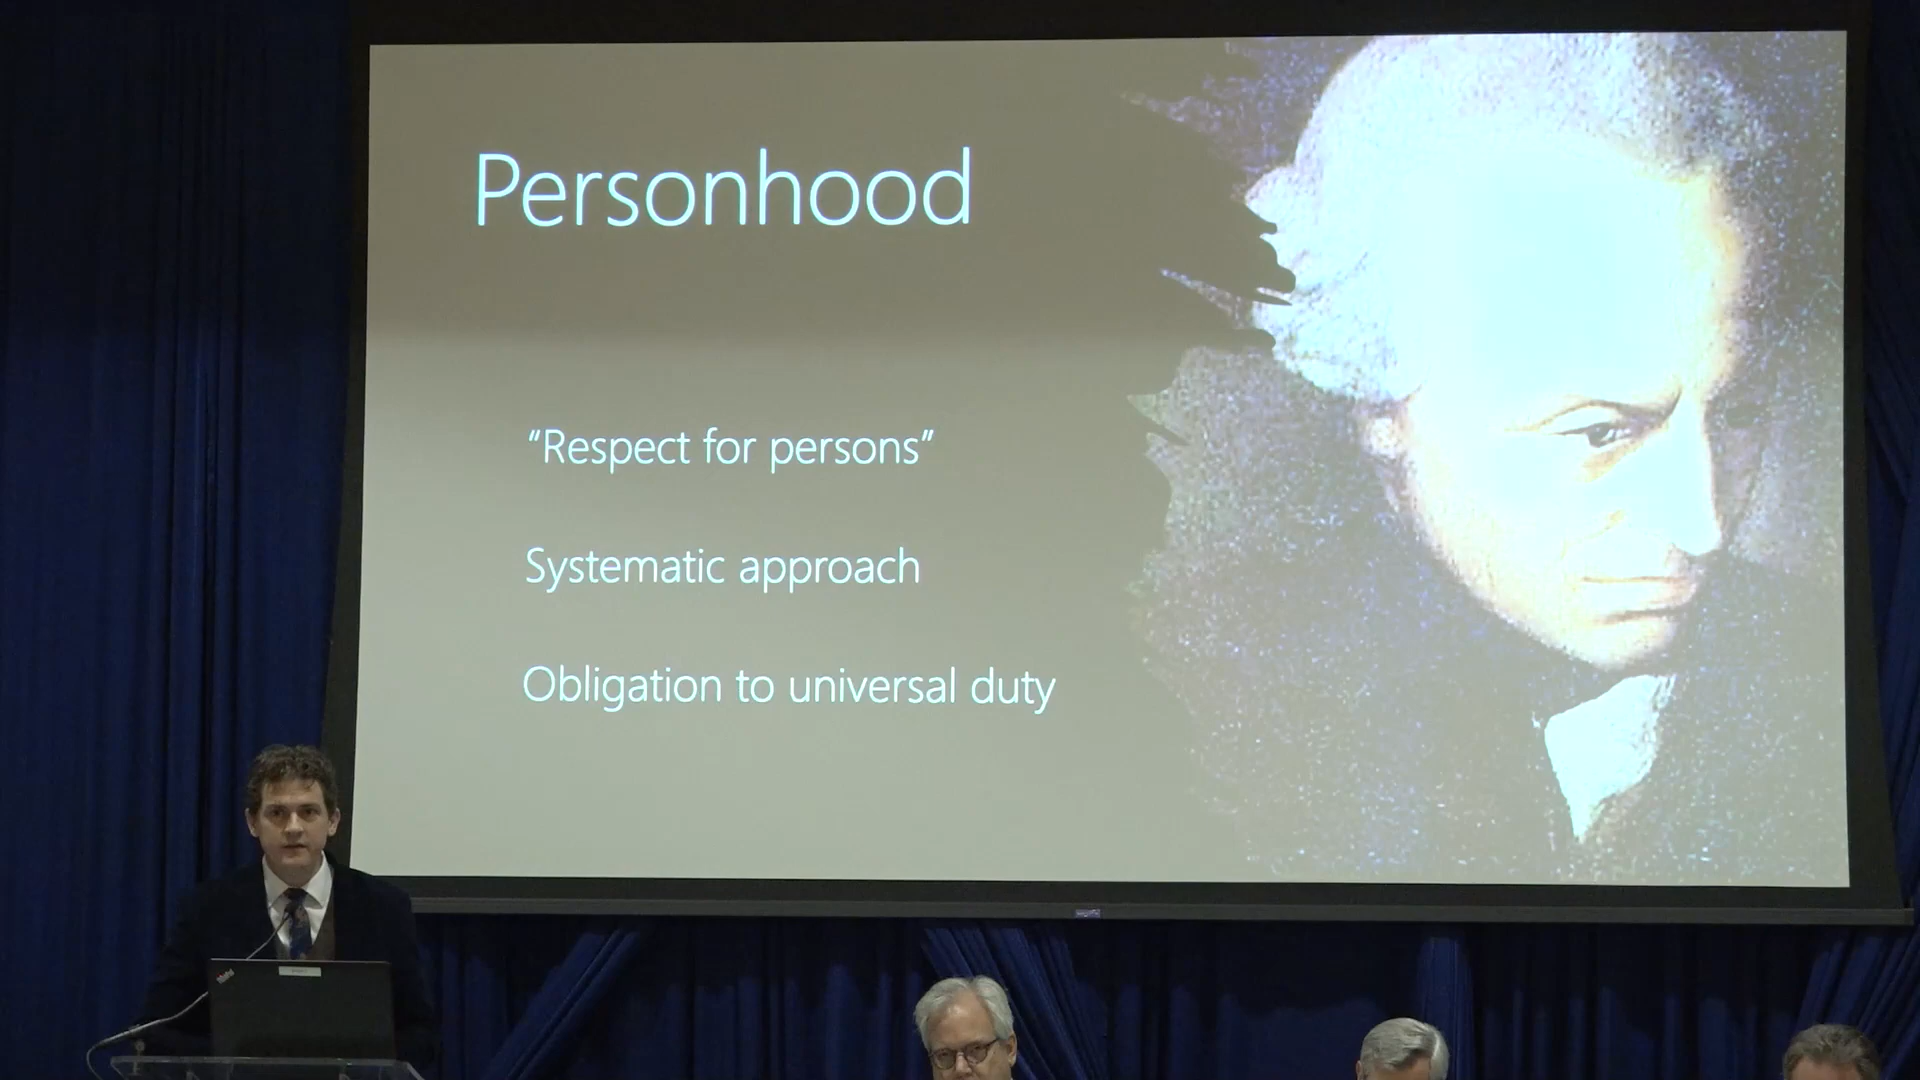 Personhood
“Respect for persons”
Systematic approach
Obligation to universal duty